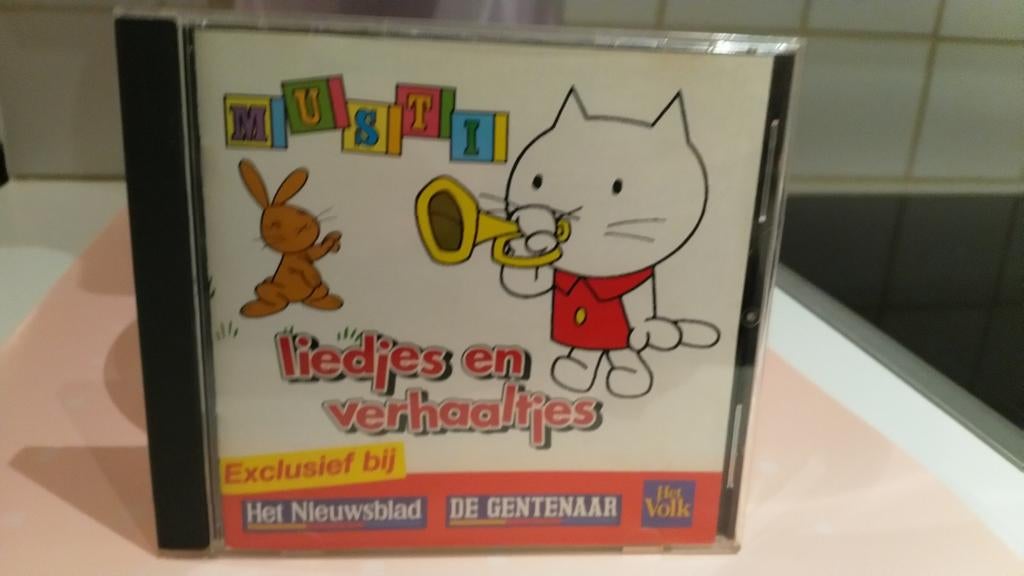 MUSTI
liedjes en
verhaaltjes
Exclusief bij
Het Nieuwsblad DE GENTENAAR Het Volk